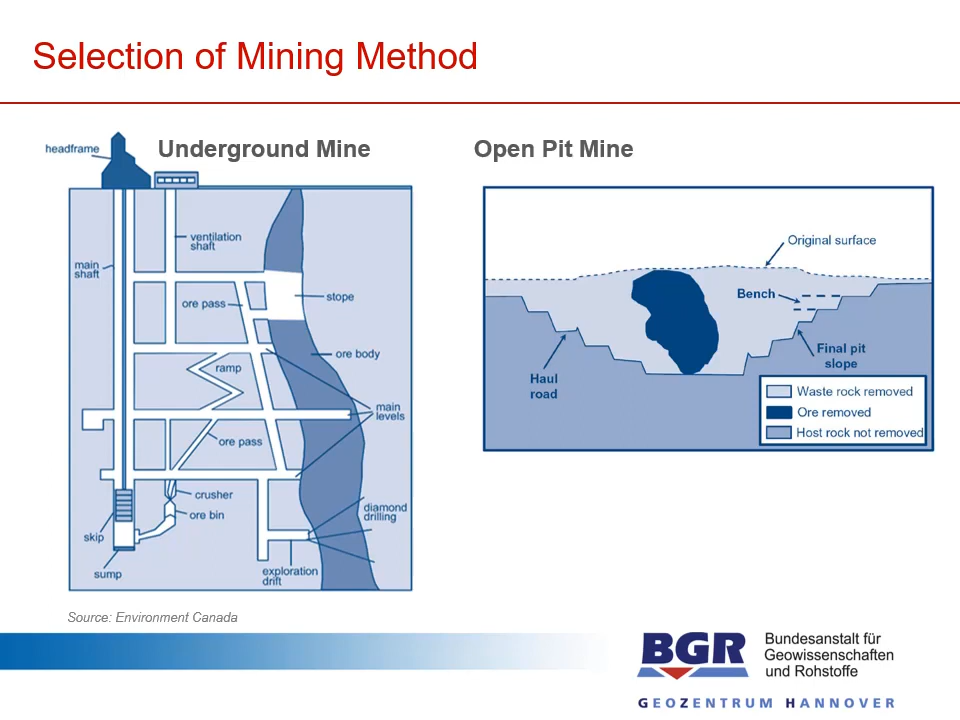 Selection of Mining Method
Underground Mine
headframe
ventilation
shaft
main
shaft
ore pass
stope
ore body
ramp
main
levels
ore pass
crusher
ore bin
diamond
drilling
skip
sump
exploration
drift
Source: Environment Canada
Open Pit Mine
Original surface
Bench
Final pit
slope
Haul
road
Waste rock removed
Ore removed
Host rock not removed
BGR
Bundesanstalt für
Geowissenschaften
und Rohstoffe
GEOZENTRUM HANNOVER